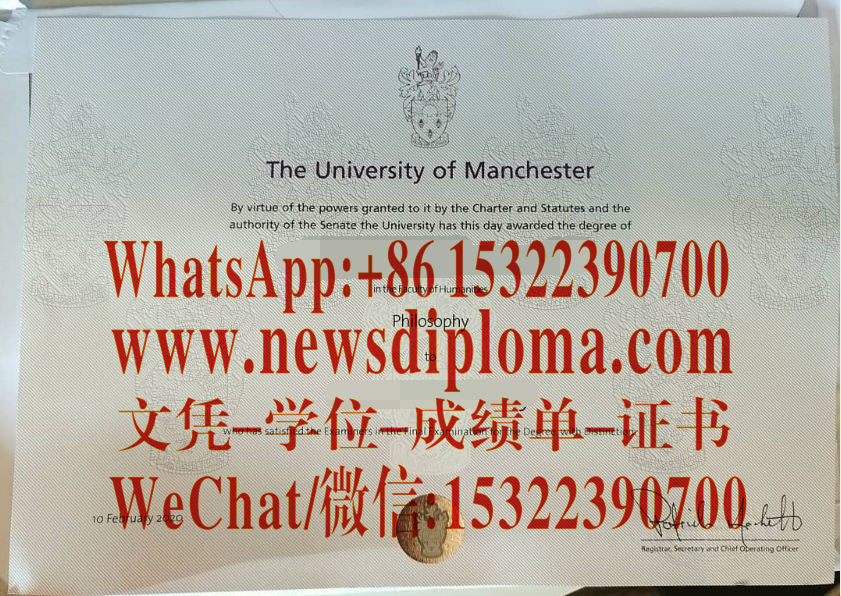 The University of Manchester
By virtue of the powers granted to it by the Charter and Statutes and the
authority of the Senate the University has this day awarded the degree of
WhatsApp:+86 15322390700
in the Faculty of Humanities
Philosophy
www.newsdiploma.com
to
文凭 学位 成绩单 证书
who has satisfied the Examiners in the Final Examination for the Degree, with Distinction
WeChat/微信:15322390700
10 February 2020
Registrar, Secretary and Chief Operating Officer